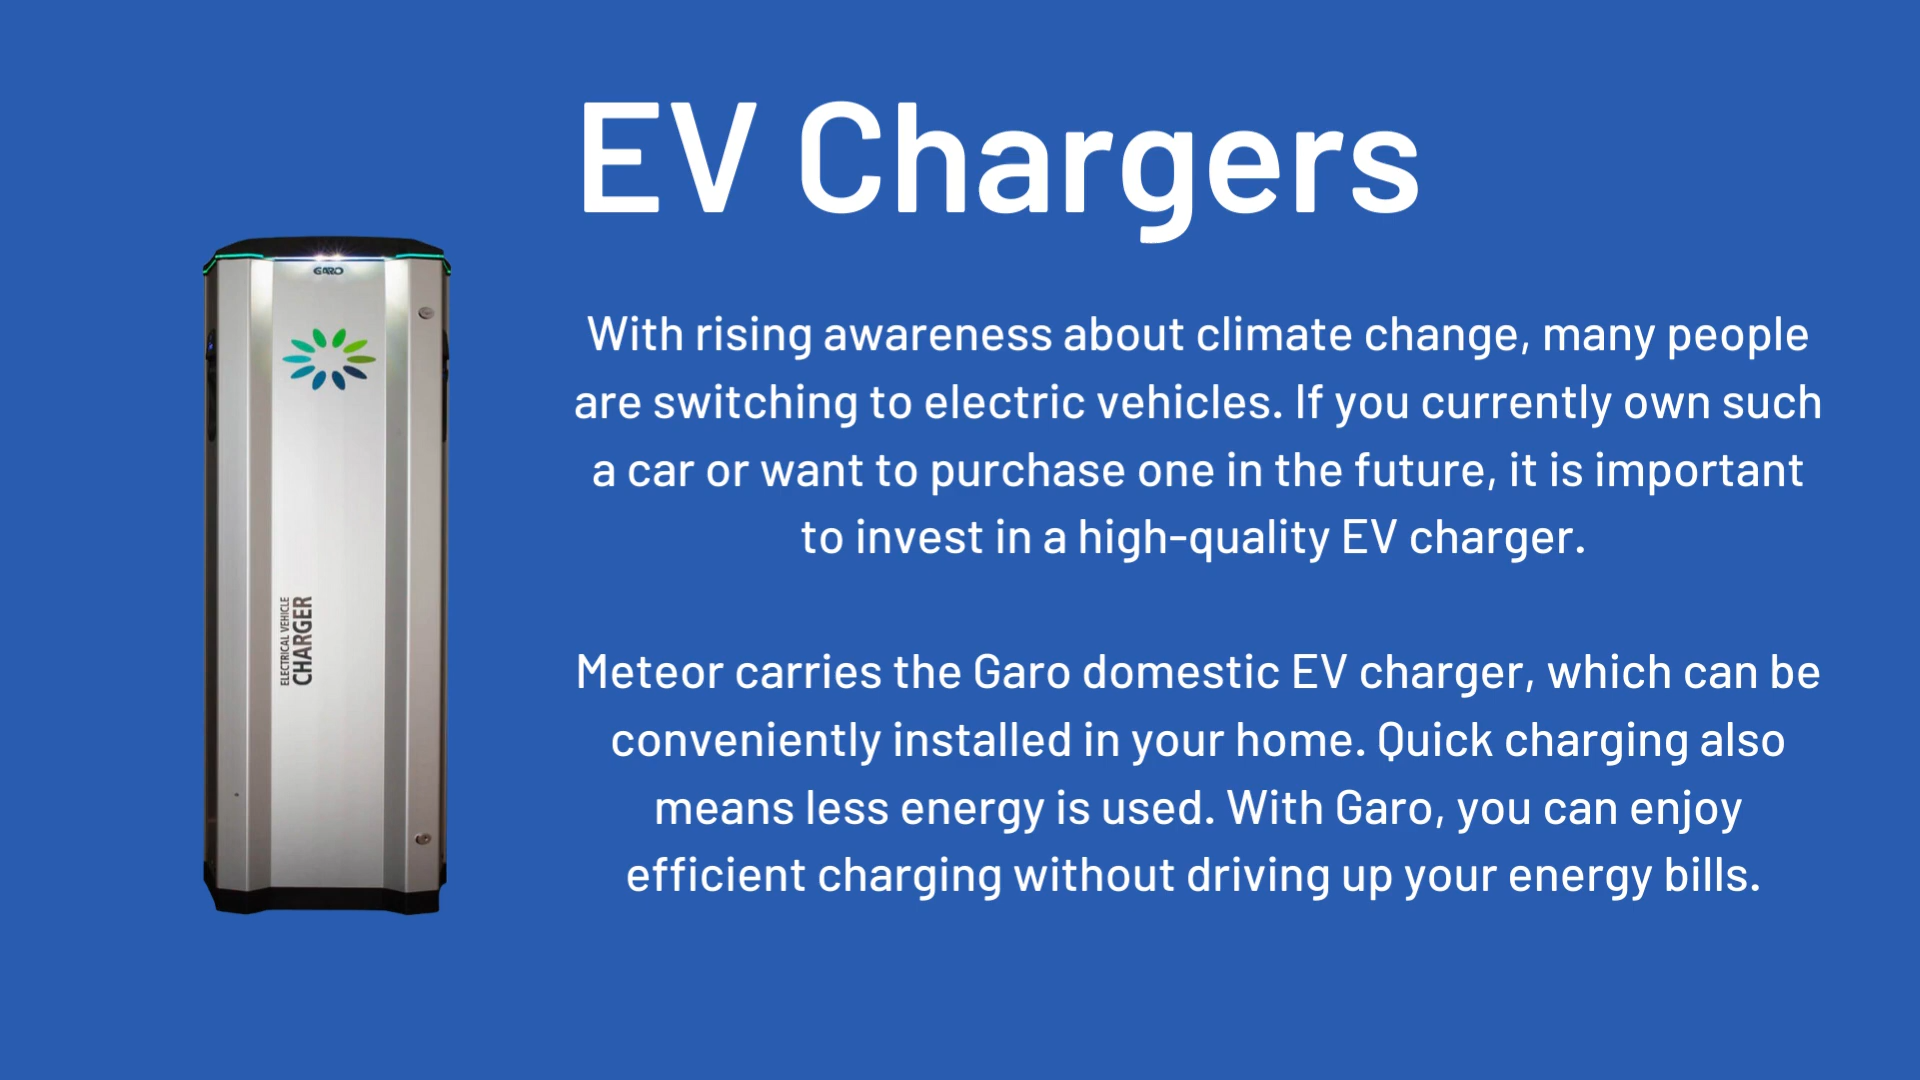 EV Chargers
GARO
ELECTRICAL VEHICLE
CHARGER
With rising awareness about climate change, many people
are switching to electric vehicles. If you currently own such
a car or want to purchase one in the future, it is important
to invest in a high-quality EV charger.
Meteor carries the Garo domestic EV charger, which can be
conveniently installed in your home. Quick charging also
means less energy is used. With Garo, you can enjoy
efficient charging without driving up your energy bills.